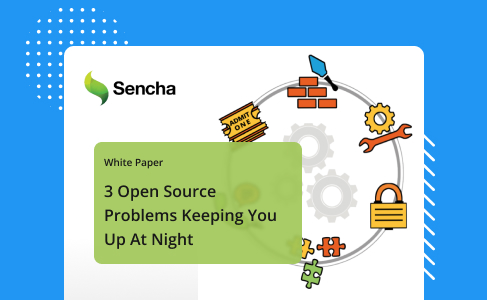 Sencha
ADMIT
ONE
White Paper
3 Open Source
Problems Keeping You
Up At Night